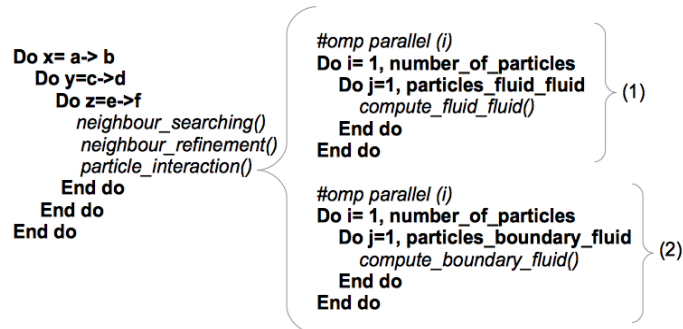 Do x= a-> b
Do y=c->d
Do z=e->f
neighbour_searching()
neighbour_refinement()
particle_interaction()
End do
End do
End do
#omp parallel (i)
Do i= 1, number_of_particles
Do j=1, particles_fluid_fluid
compute_fluid_fluid()
End do
End do
(1)
#omp parallel (i)
Do i= 1, number_of_particles
Do j=1, particles_boundary_fluid
compute_boundary_fluid()
End do
End do
(2)